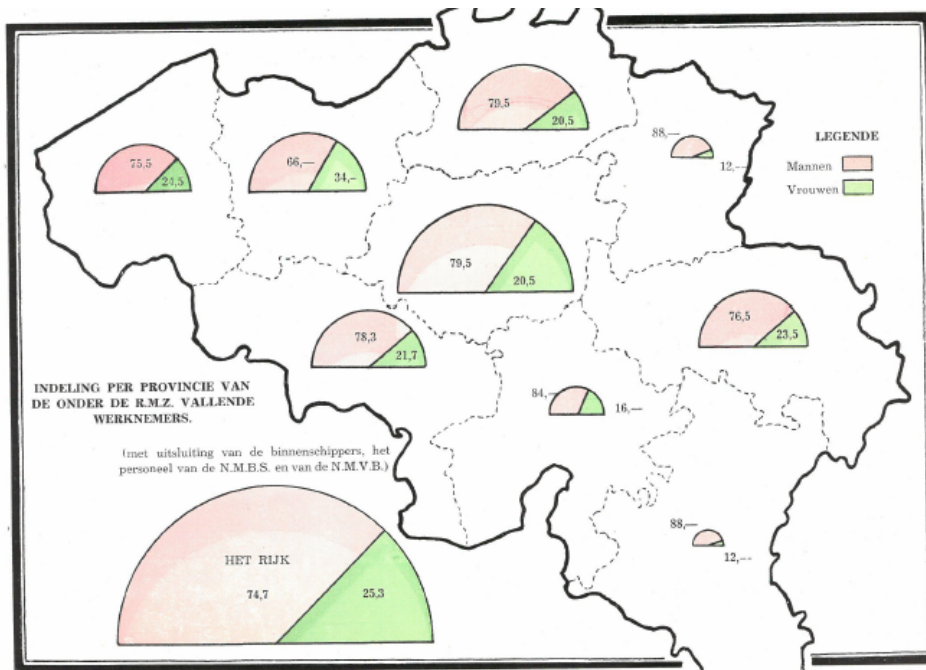 79.5
20,5
88,—
12,—
LEGENDE
Mannen
Vrouwen
75,5
24,5
66,—
34,—
79,5
20,5
78,3
21,7
76,5
23,5
84,—
16,—
INDELING PER PROVINCIE VAN
DE ONDER DE R.M.Z. VALLENDE
WERKNEMERS.
(met uitsluiting van de binnenschippers, het
personeel van de N.M.B.S. en van de N.M.V.B.)
88,—
12,—
HET RIJK
74,7
25,3